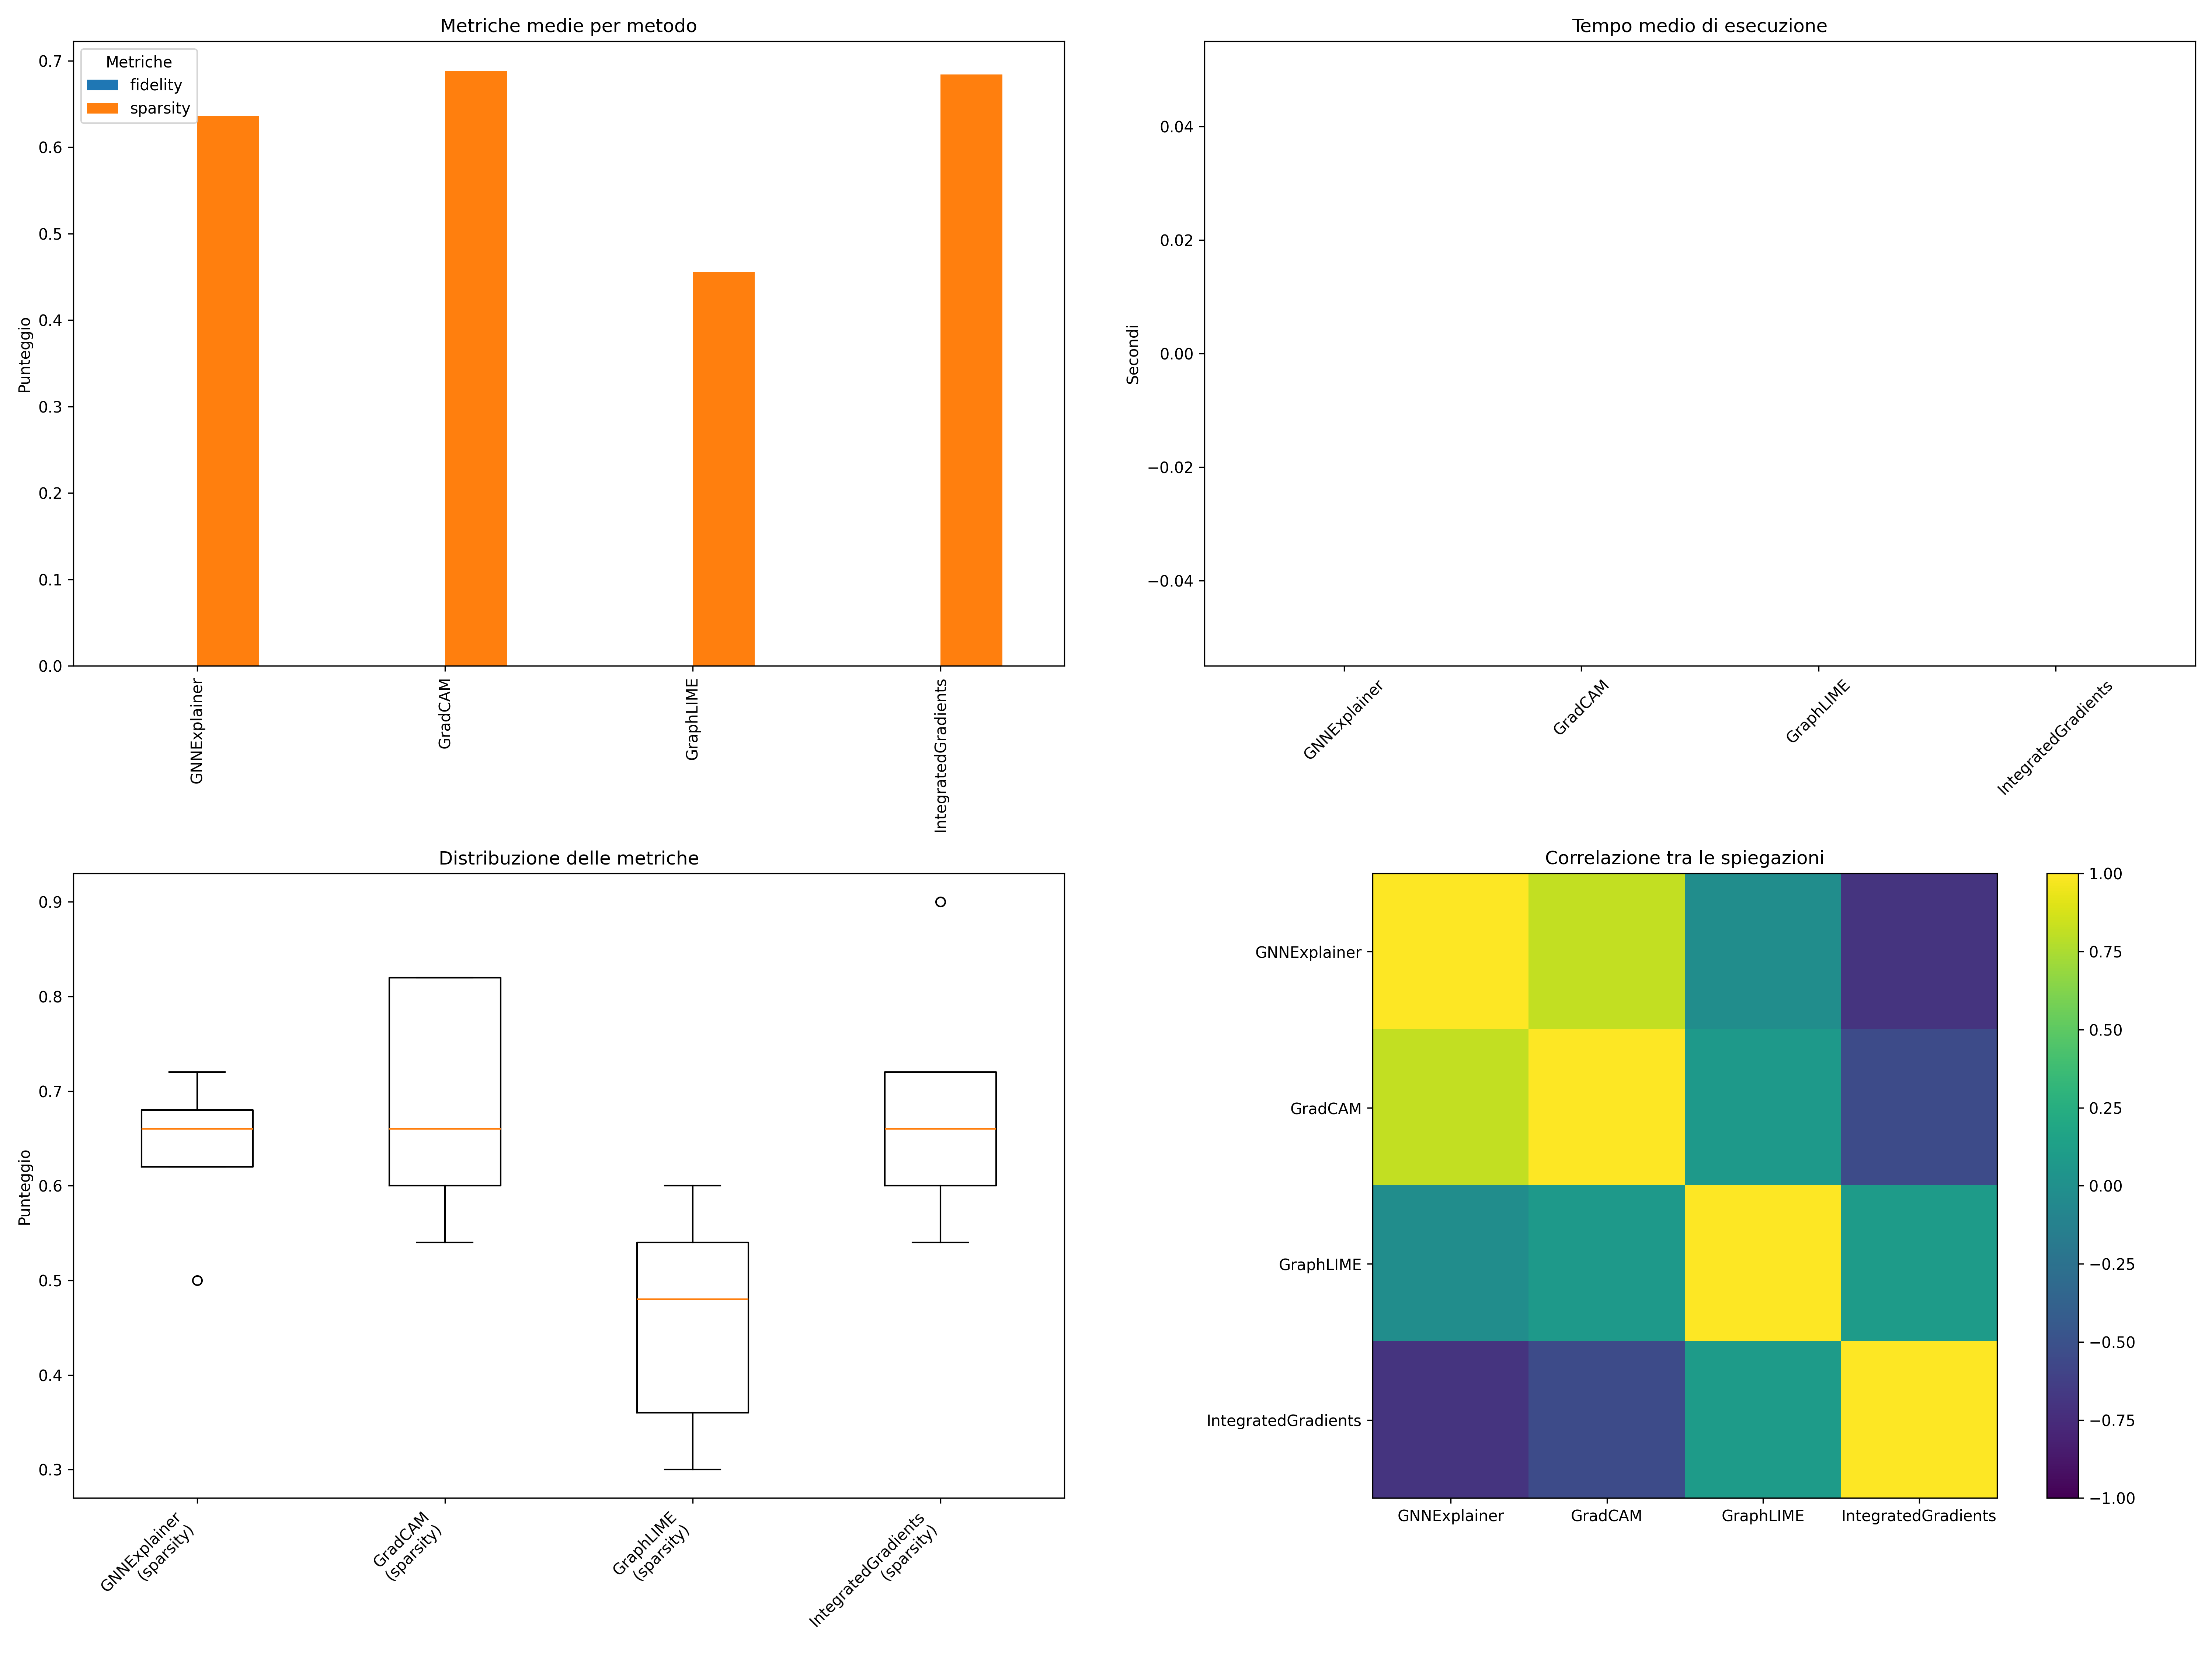 Metriche medie per metodo
Punteggio
0.7
0.6
0.5
0.4
0.3
0.2
0.1
0.0
Metriche
fidelity
sparsity
GNNExplainer
GradCAM
GraphLIME
IntegratedGradients
Tempo medio di esecuzione
Secondi
0.04
0.02
0.00
−0.02
−0.04
GNNExplainer
GradCAM
GraphLIME
IntegratedGradients
Distribuzione delle metriche
Punteggio
0.9
0.8
0.7
0.6
0.5
0.4
0.3
GNNExplainer
(sparsity)
GradCAM
(sparsity)
GraphLIME
(sparsity)
IntegratedGradients
(sparsity)
Correlazione tra le spiegazioni
GNNExplainer
GradCAM
GraphLIME
IntegratedGradients
GNNExplainer
GradCAM
GraphLIME
IntegratedGradients
1.00
0.75
0.50
0.25
0.00
−0.25
−0.50
−0.75
−1.00